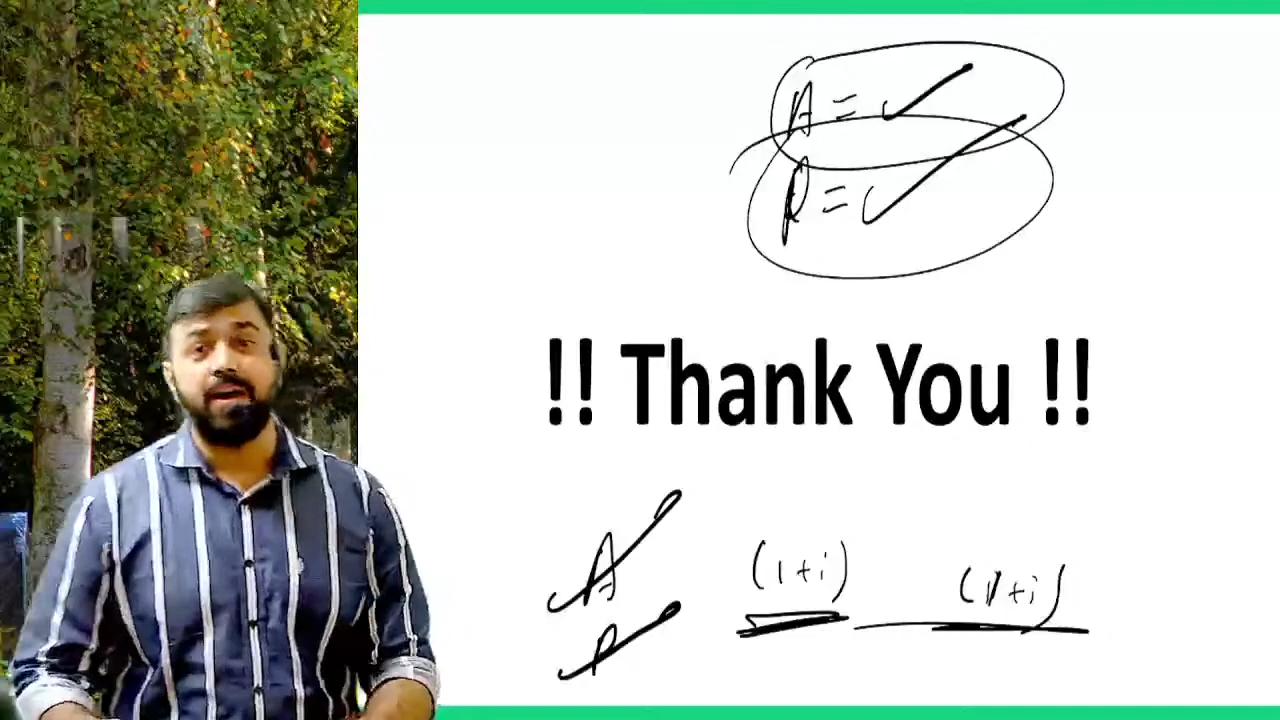 A = ✓
P = ✓
!! Thank You !!
A (1+i) (1+i)
P